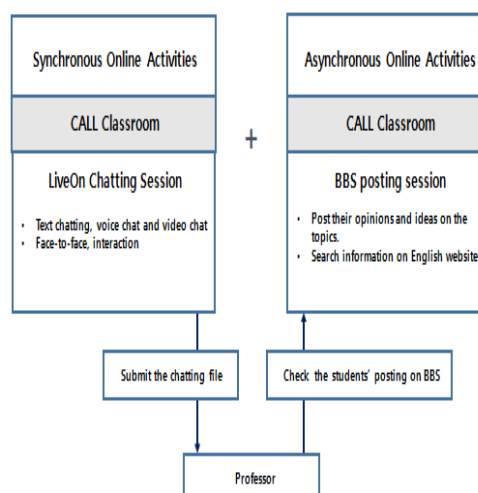 Synchronous Online Activities
CALL Classroom
LiveOn Chatting Session
• Text chatting, voice chat and video chat
• Face-to-face, interaction
+
Asynchronous Online Activities
CALL Classroom
BBS posting session
• Post their opinions and ideas on the
topics.
• Search information on English website
Submit the chatting file
Check the students' posting on BBS
Professor